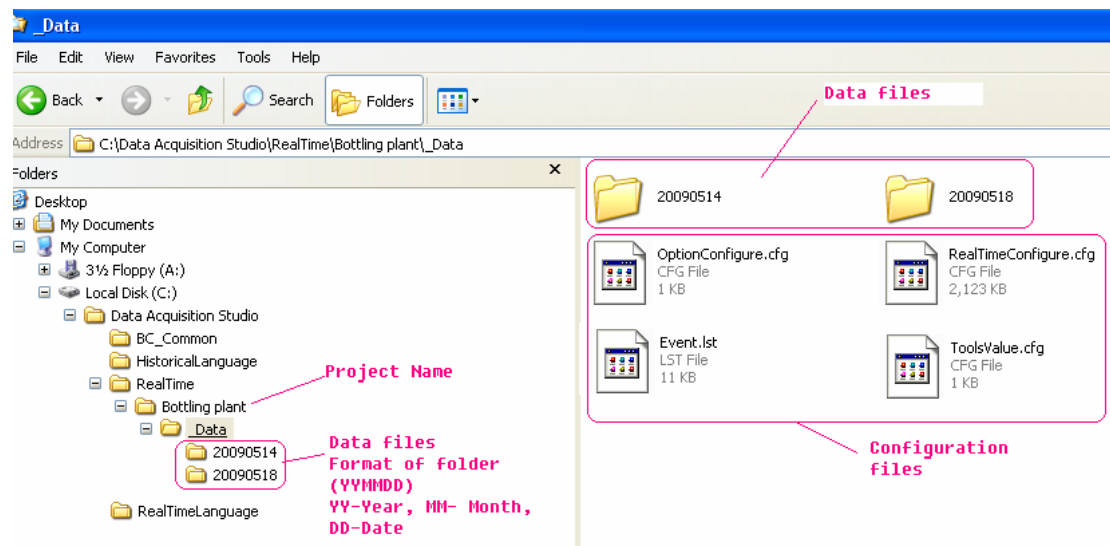 _Data
File Edit View Favorites Tools Help
Back Search Folders
Address C:\Data Acquisition Studio\RealTime\Bottling plant\_Data
Folders x
Desktop
My Documents
My Computer
3½ Floppy (A:)
Local Disk (C:)
Data Acquisition Studio
BC_Common
HistoricalLanguage
RealTime
Bottling plant
_Data
20090514
20090518
RealTimeLanguage
Project Name
Data files
Format of folder
(YYMMDD)
YY-Year, MM- Month,
DD-Date
Data files
20090514
20090518
OptionConfigure.cfg
CFG File
1 KB
RealTimeConfigure.cfg
CFG File
2,123 KB
Event.lst
LST File
11 KB
ToolsValue.cfg
CFG File
1 KB
Configuration
files